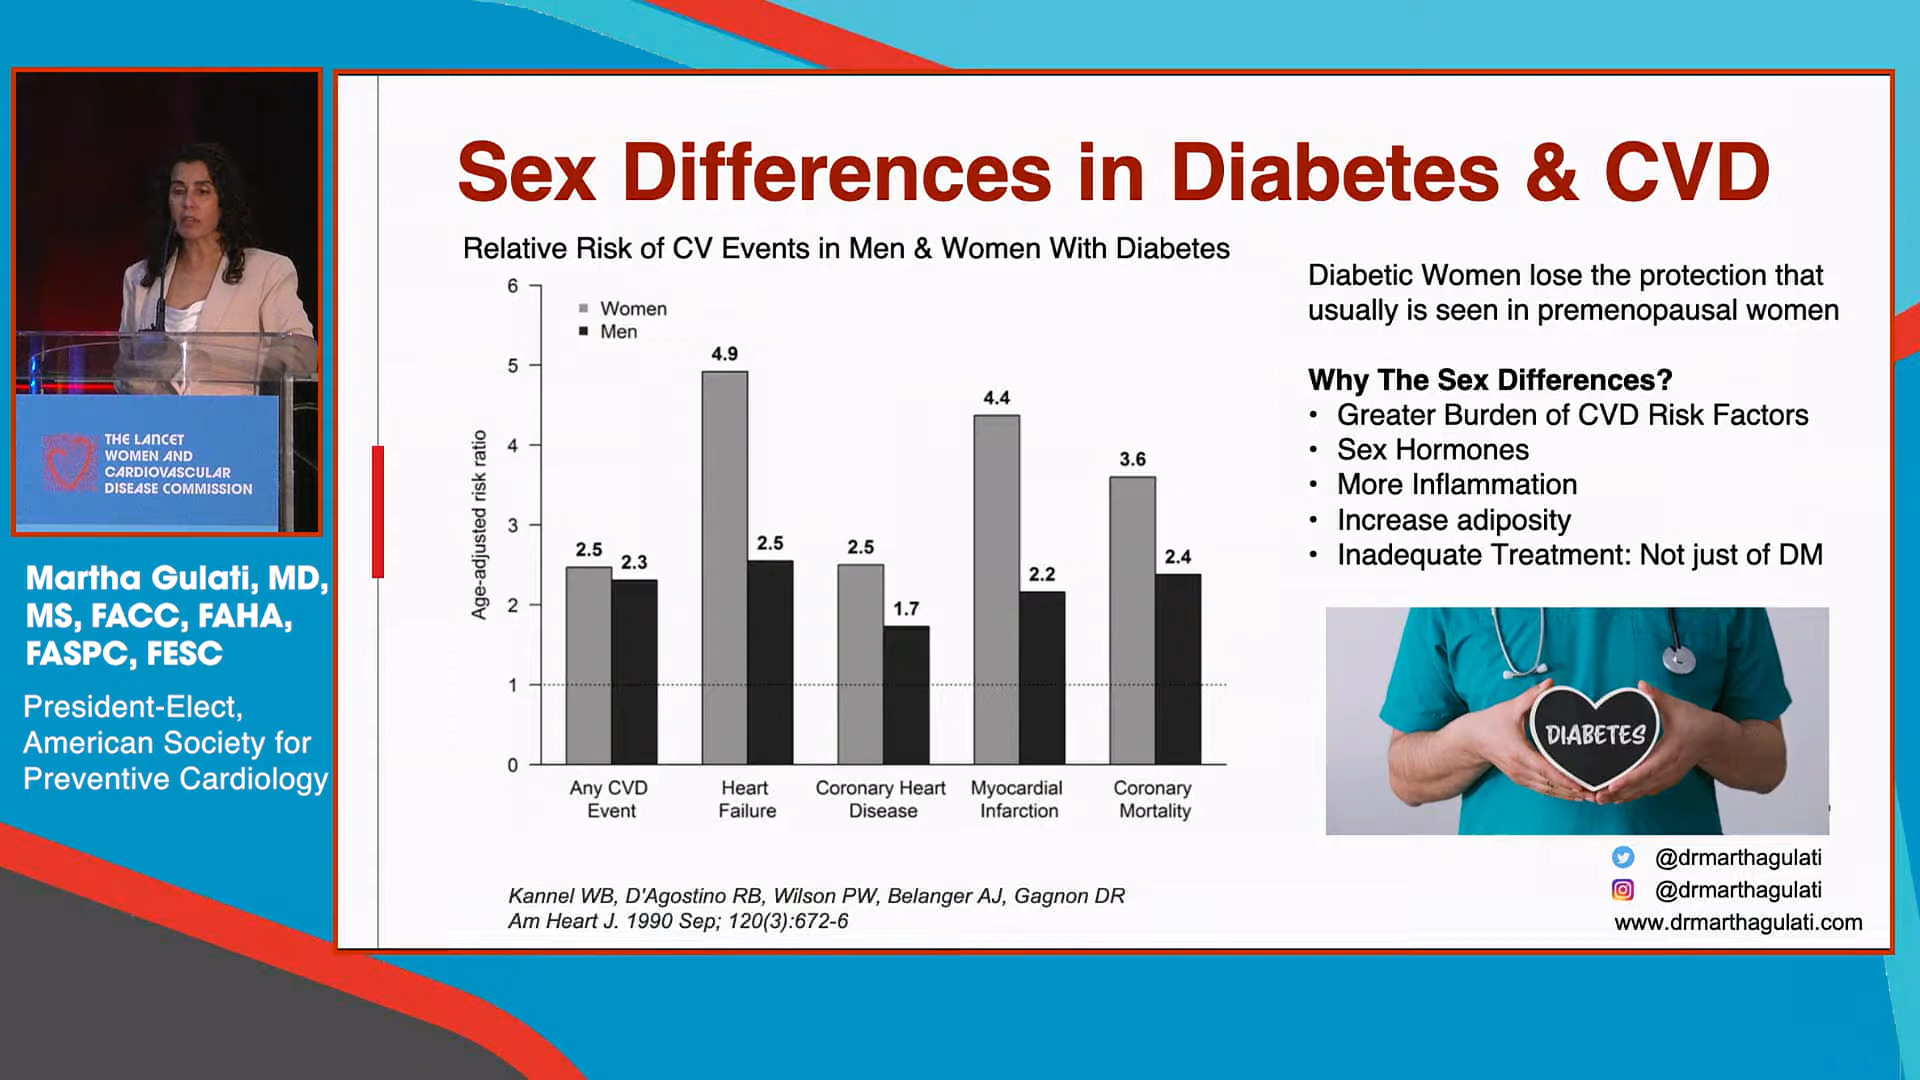 THE LANCET
WOMEN AND
CARDIOVASCULAR
DISEASE COMMISSION
Martha Gulati, MD,
MS, FACC, FAHA,
FASPC, FESC
President-Elect,
American Society for
Preventive Cardiology
Sex Differences in Diabetes & CVD
Relative Risk of CV Events in Men & Women With Diabetes
Women
Men
Age-adjusted risk ratio
6
5
4
3
2
1
0
2.5
2.3
4.9
2.5
2.5
1.7
4.4
2.2
3.6
2.4
Any CVD
Event
Heart
Failure
Coronary Heart
Disease
Myocardial
Infarction
Coronary
Mortality
Kannel WB, D'Agostino RB, Wilson PW, Belanger AJ, Gagnon DR
Am Heart J. 1990 Sep; 120(3):672-6
Diabetic Women lose the protection that
usually is seen in premenopausal women
Why The Sex Differences?
• Greater Burden of CVD Risk Factors
• Sex Hormones
• More Inflammation
• Increase adiposity
• Inadequate Treatment: Not just of DM
DIABETES
@drmarthagulati
@drmarthagulati
www.drmarthagulati.com